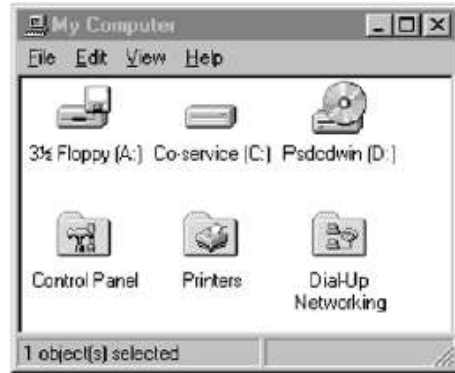 My Computer
File Edit View Help
3½ Floppy (A:) Co-service (C:) Psdcdwin (D:)
Control Panel Printers Dial-Up
Networking
1 object(s) selected